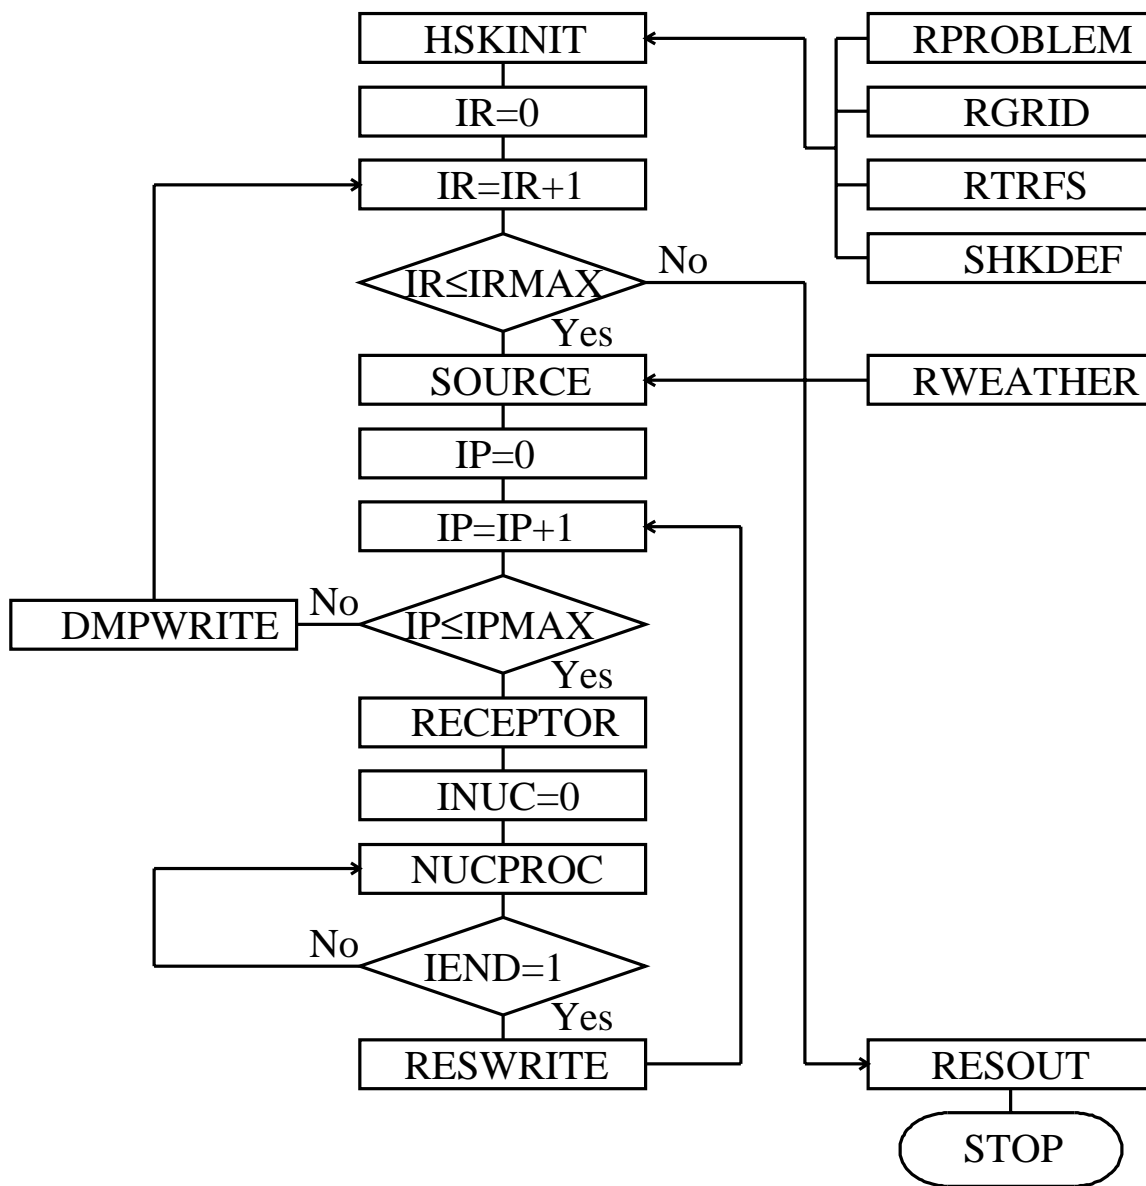 HSKINIT
RPROBLEM
IR=0
RGRID
IR=IR+1
RTRFS
SHKDEF
No
IR≤IRMAX
Yes
SOURCE
RWEATHER
IP=0
IP=IP+1
No
DMPWRITE
IP≤IPMAX
Yes
RECEPTOR
INUC=0
NUCPROC
No
IEND=1
Yes
RESWRITE
RESOUT
STOP